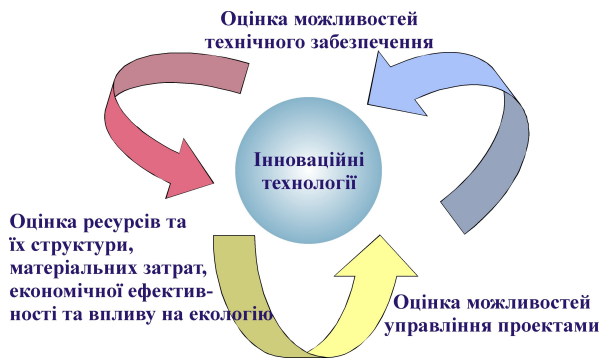 Оцінка можливостей
технічного забезпечення
Інноваційні
технології
Оцінка ресурсів та
їх структури,
матеріальних затрат,
економічної ефектив-
ності та впливу на екологію
Оцінка можливостей
управління проектами